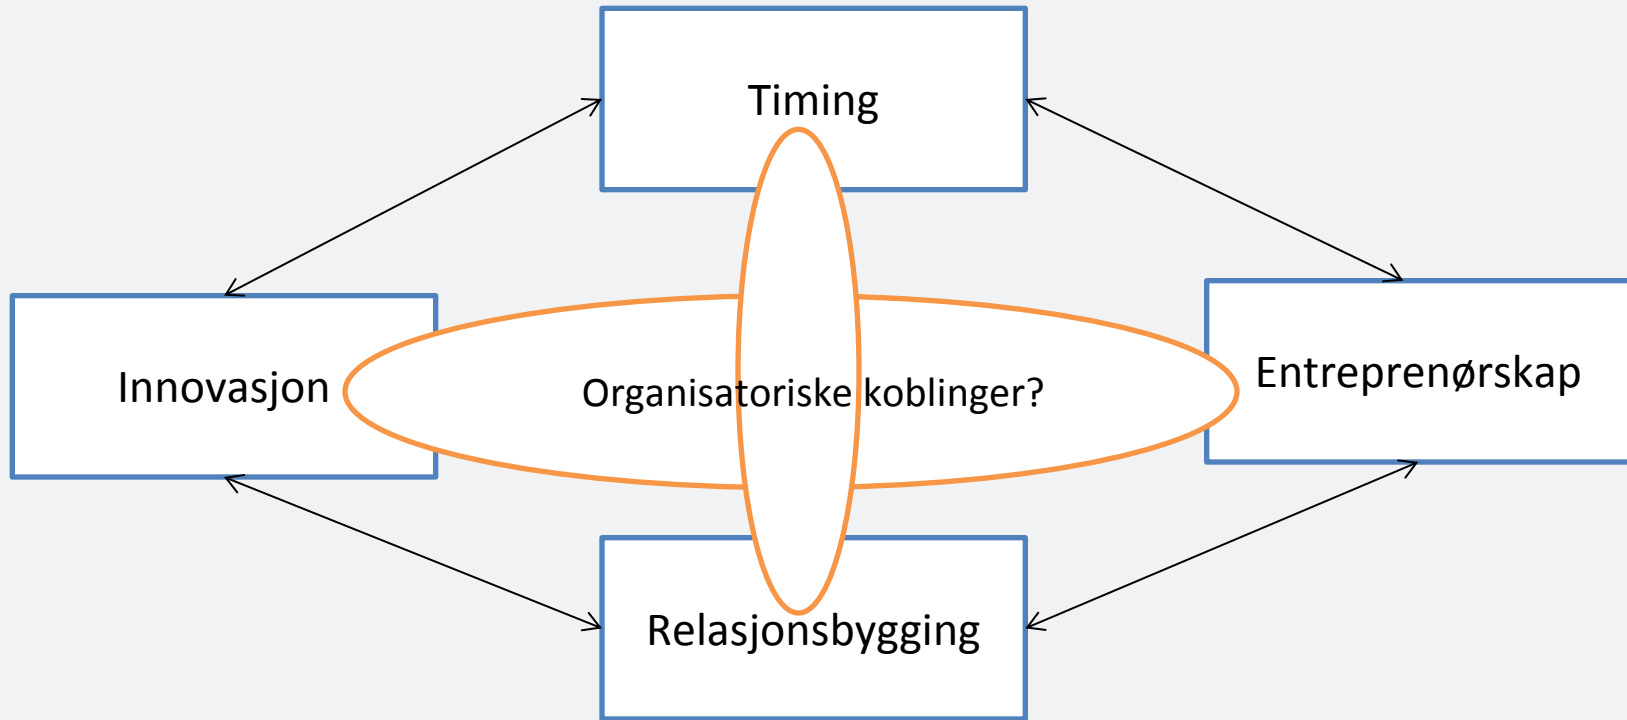 Timing
Innovasjon
Organisatoriske koblinger?
Entreprenørskap
Relasjonsbygging